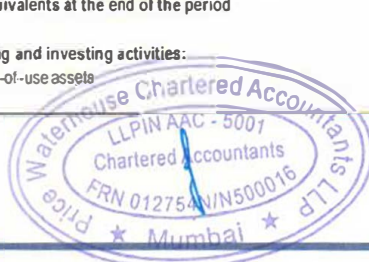 uivalents at the end of the period
g and investing activities:
-of-use assets
Price Waterhouse Chartered Accountants LLP
LLPIN AAC - 5001
Chartered Accountants
FRN 012754N/N500016
★ Mumbai ★